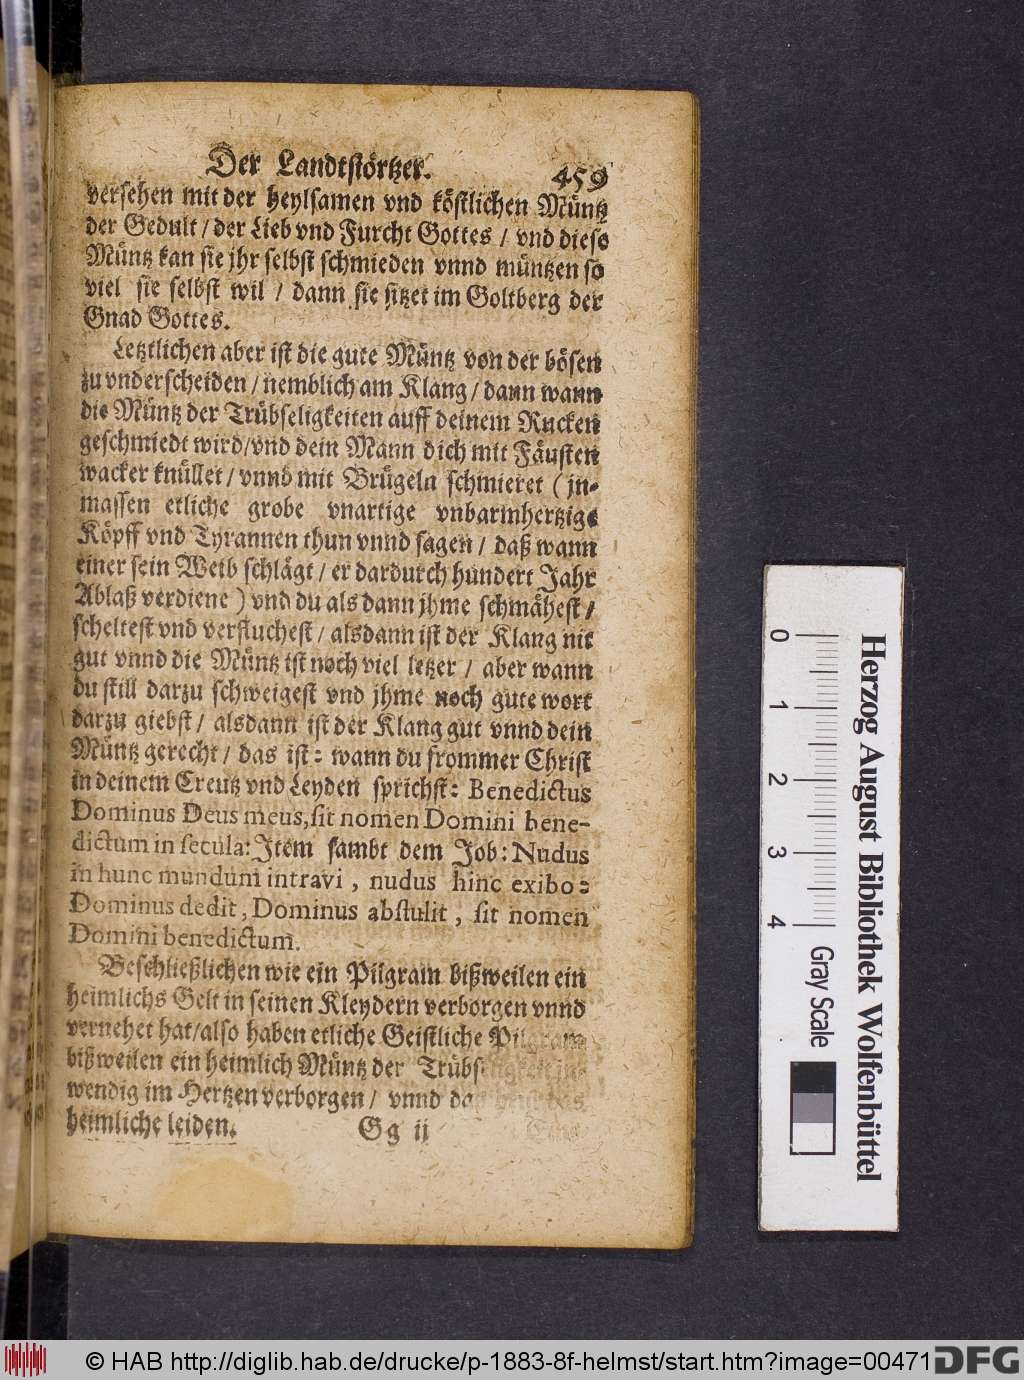 Der Landtstörtzer. 459
versehen mit der heylsamen vnd köstlichen Müntz
der Gedult / der Lieb vnd Furcht Gottes / vnd diese
Müntz kan sie jhr selbst schmieden vnnd müntzen so
viel sie selbst wil / dann sie sitzet im Goltberg der
Gnad Gottes.
Letztlichen aber ist die gute Müntz von der bösen
zu vnderscheiden / nemblich am Klang / dann wann
die Müntz der Trübseligkeiten auff deinem Rucken
geschmiedt wird / vnd dein Mann dich mit Fäusten
wacker knüllet / vnnd mit Brügeln schmieret ( jn-
massen etliche grobe vnartige vnbarmhertzige
Köpff vnd Tyrannen thun vnnd sagen / daß wann
einer sein Weib schlägt / er dardurch hundert Jahr
Ablaß verdiene ) vnd du als dann jhme schmähest /
scheltest vnd verfluchest / alsdann ist der Klang nit
gut vnnd die Müntz ist noch viel letzer / aber wann
du still darzu schweigest vnd jhme noch gute wort
darzu giebst / alsdann ist der Klang gut vnnd dein
Müntz gerecht / das ist: wann du frommer Christ
in deinem Creutz vnd Leyden sprichst: Benedictus
Dominus Deus meus, sit nomen Domini bene-
dictum in secula: Item sambt dem Job: Nudus
in hunc mundum intravi, nudus hinc exibo:
Dominus dedit, Dominus abstulit, sit nomen
Domini benedictum.
Beschließlichen wie ein Pilgram bißweilen ein
heimlichs Gelt in seinen Kleydern verborgen vnnd
vernehet hat / also haben etliche Geistliche Pilgram
bißweilen ein heimlich Müntz der Trübseligkeit in-
wendig im Hertzen verborgen / vnnd das
heimliche leiden. Gg ij
Herzog August Bibliothek Wolfenbüttel
0 1 2 3 4 Gray Scale
© HAB http://diglib.hab.de/drucke/p-1883-8f-helmst/start.htm?image=00471 DFG